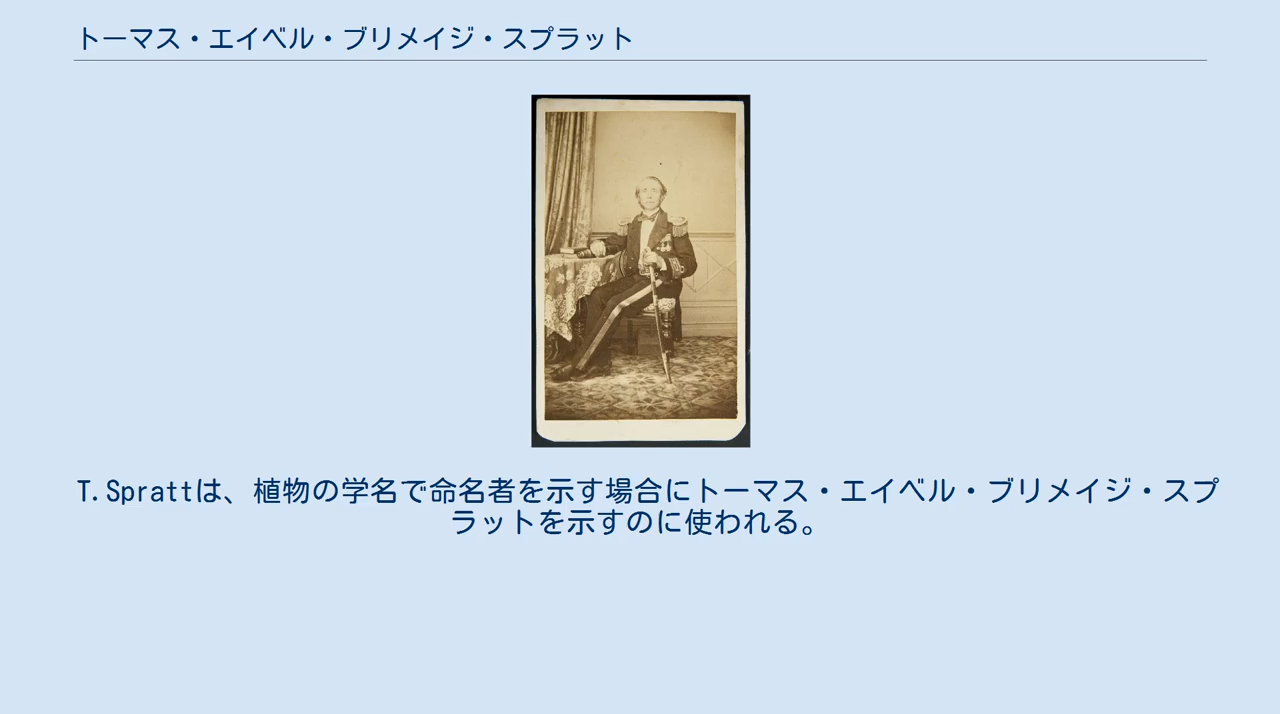 トーマス・エイベル・ブリメイジ・スプラット
T.Sprattは、植物の学名で命名者を示す場合にトーマス・エイベル・ブリメイジ・スプ
ラットを示すのに使われる。